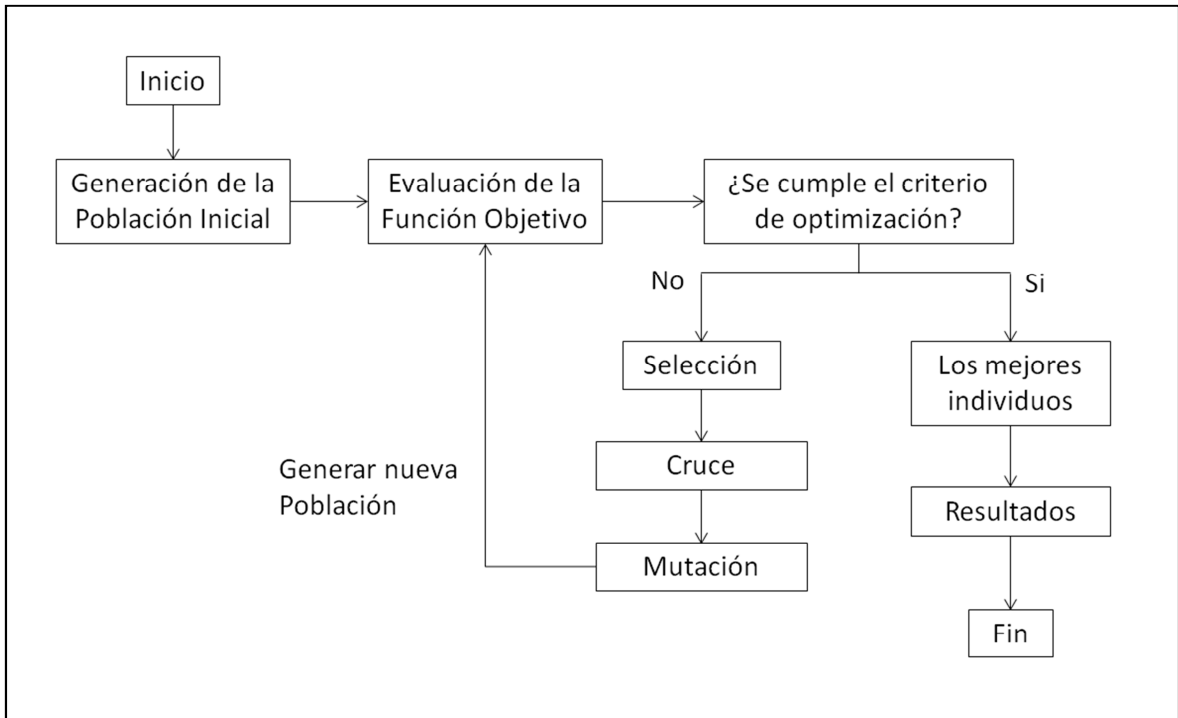 Inicio
Generación de la
Población Inicial
Evaluación de la
Función Objetivo
¿Se cumple el criterio
de optimización?
No
Si
Selección
Los mejores
individuos
Cruce
Generar nueva
Población
Resultados
Mutación
Fin